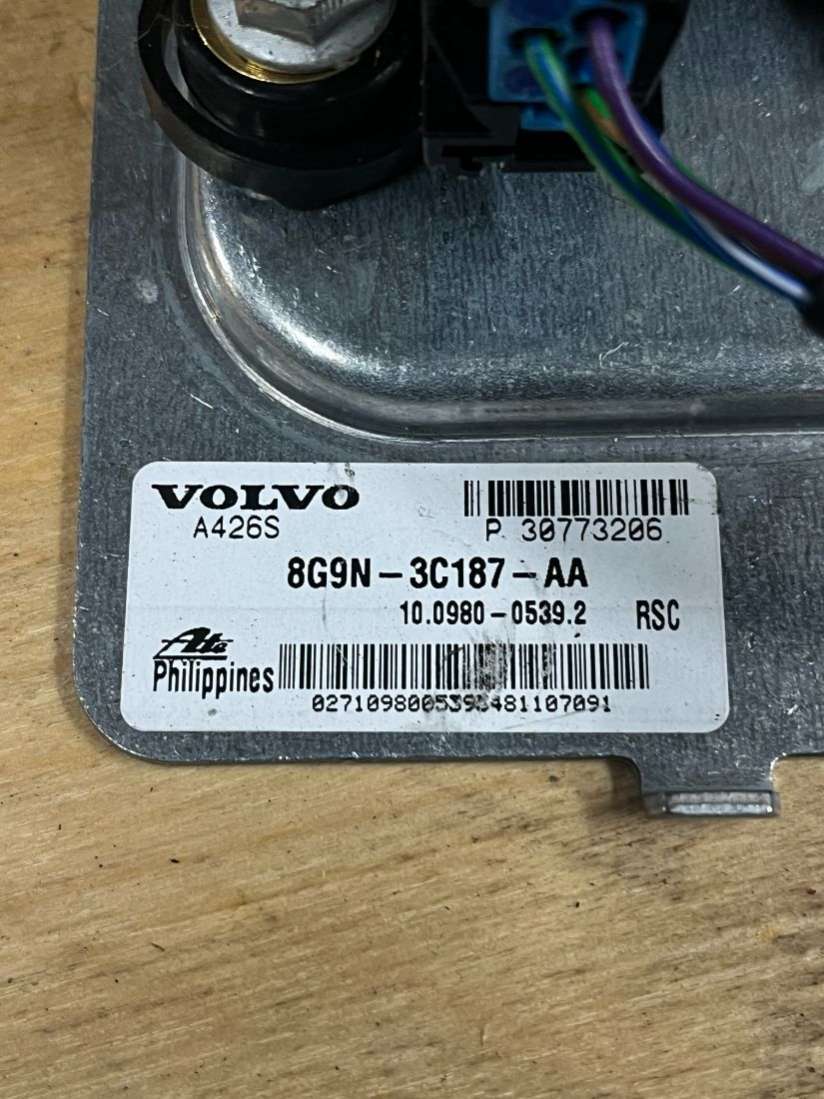 VOLVO
A426S
P 30773206
8G9N-3C187-AA
10.0980-0539.2 RSC
Ate
Philippines